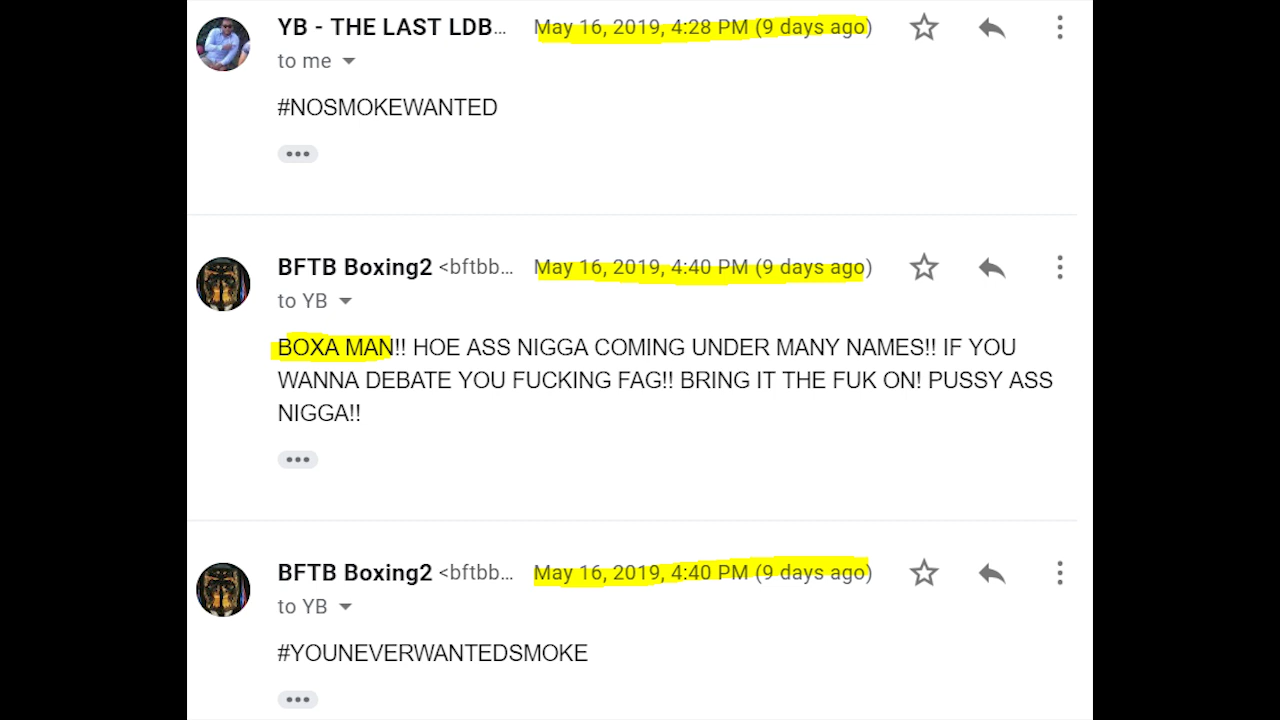 YB - THE LAST LDB... May 16, 2019, 4:28 PM (9 days ago)
to me
#NOSMOKEWANTED
BFTB Boxing2 <bftbb... May 16, 2019, 4:40 PM (9 days ago)
to YB
BOXA MAN!! HOE ASS NIGGA COMING UNDER MANY NAMES!! IF YOU
WANNA DEBATE YOU FUCKING FAG!! BRING IT THE FUK ON! PUSSY ASS
NIGGA!!
BFTB Boxing2 <bftbb... May 16, 2019, 4:40 PM (9 days ago)
to YB
#YOUNEVERWANTEDSMOKE